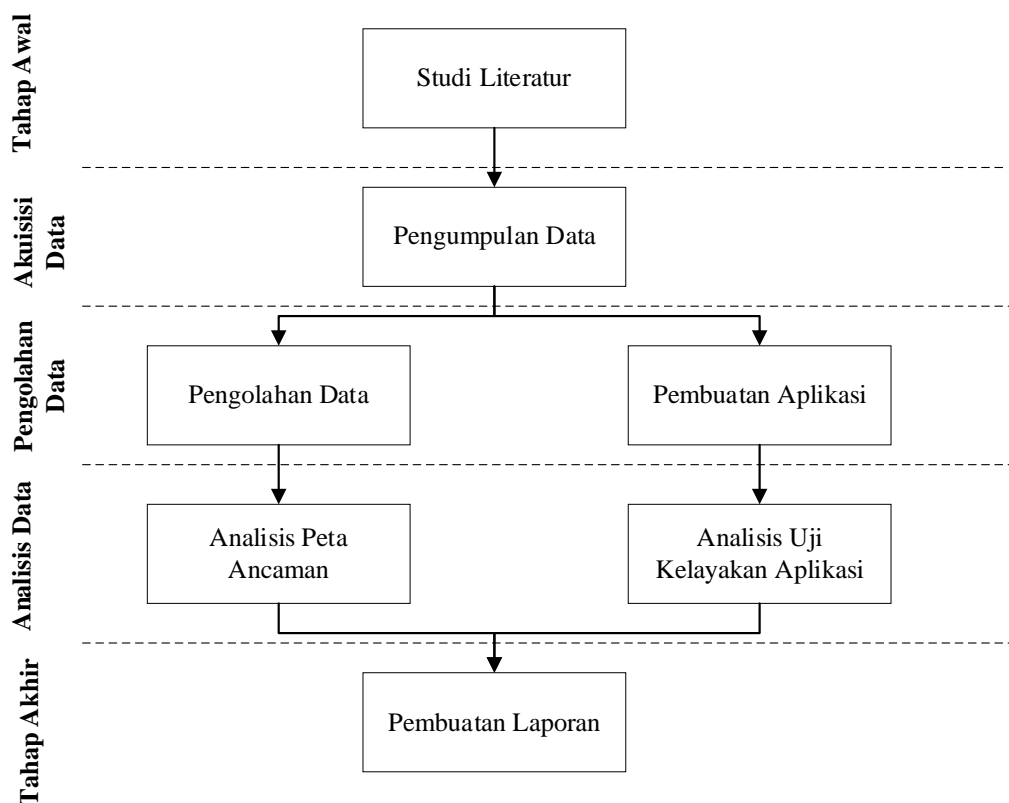 Tahap Awal
Studi Literatur
Akuisisi
Data
Pengumpulan Data
Pengolahan
Data
Pengolahan Data
Pembuatan Aplikasi
Analisis Data
Analisis Peta
Ancaman
Analisis Uji
Kelayakan Aplikasi
Tahap Akhir
Pembuatan Laporan